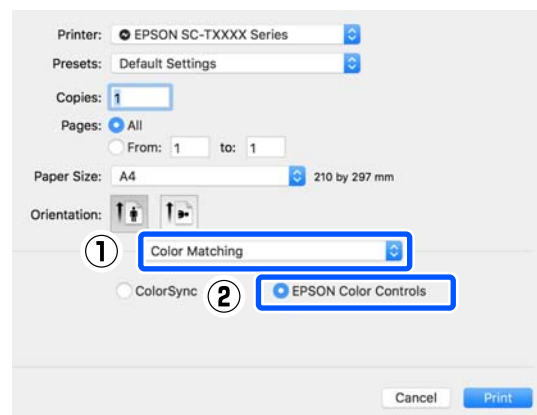 Printer: EPSON SC-TXXXX Series
Presets: Default Settings
Copies: 1
Pages: All
From: 1 to: 1
Paper Size: A4 210 by 297 mm
Orientation:
① Color Matching
ColorSync ② EPSON Color Controls
Cancel Print